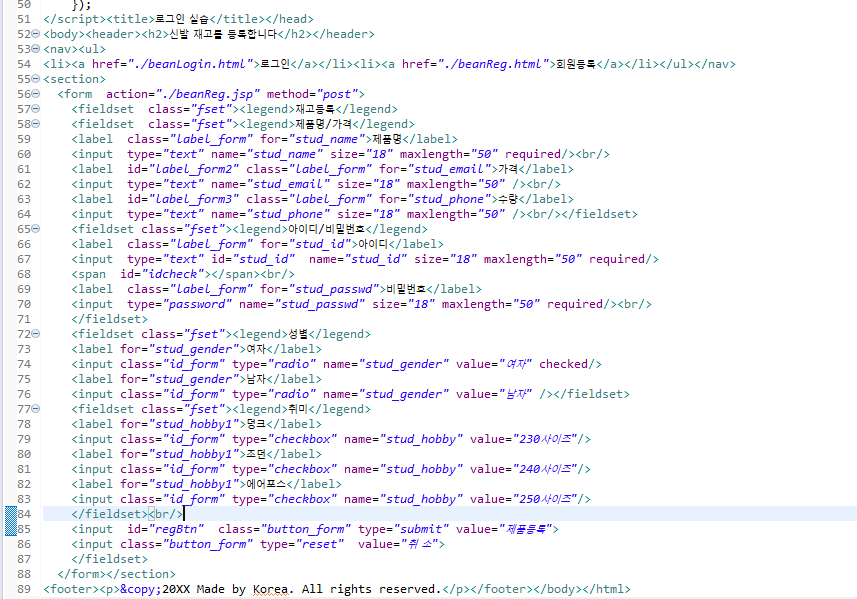 50 });
51 </script><title>로그인 실습</title></head>
52 <body><header><h2>신발 재고를 등록합니다</h2></header>
53 <nav><ul>
54 <li><a href="./beanLogin.html">로그인</a></li><li><a href="./beanReg.html">회원등록</a></li></ul></nav>
55 <section>
56 <form  action="./beanReg.jsp" method="post">
57 <fieldset  class="fset"><legend>재고등록</legend>
58 <fieldset  class="fset"><legend>제품명/가격</legend>
59 <label  class="label_form" for="stud_name">제품명</label>
60 <input  type="text" name="stud_name" size="18" maxlength="50" required/><br/>
61 <label  id="label_form2" class="label_form" for="stud_email">가격</label>
62 <input  type="text" name="stud_email" size="18" maxlength="50" /><br/>
63 <label  id="label_form3" class="label_form" for="stud_phone">수량</label>
64 <input  type="text" name="stud_phone" size="18" maxlength="50" /><br/></fieldset>
65 <fieldset class="fset"><legend>아이디/비밀번호</legend>
66 <label  class="label_form" for="stud_id">아이디</label>
67 <input  type="text" id="stud_id"  name="stud_id" size="18" maxlength="50" required/>
68 <span  id="idcheck"></span><br/>
69 <label  class="label_form" for="stud_passwd">비밀번호</label>
70 <input  type="password" name="stud_passwd" size="18" maxlength="50" required/><br/>
71 </fieldset>
72 <fieldset class="fset"><legend>성별</legend>
73 <label for="stud_gender">여자</label>
74 <input class="id_form" type="radio" name="stud_gender" value="여자" checked/>
75 <label for="stud_gender">남자</label>
76 <input class="id_form" type="radio" name="stud_gender" value="남자" /></fieldset>
77 <fieldset class="fset"><legend>취미</legend>
78 <label for="stud_hobby1">덩크</label>
79 <input class="id_form" type="checkbox" name="stud_hobby" value="230사이즈"/>
80 <label for="stud_hobby1">조던</label>
81 <input class="id_form" type="checkbox" name="stud_hobby" value="240사이즈"/>
82 <label for="stud_hobby1">에어포스</label>
83 <input class="id_form" type="checkbox" name="stud_hobby" value="250사이즈"/>
84 </fieldset><br/>
85 <input  id="regBtn"  class="button_form" type="submit" value="제품등록">
86 <input class="button_form" type="reset"  value="취 소">
87 </fieldset>
88 </form></section>
89 <footer><p>&copy;20XX Made by Korea. All rights reserved.</p></footer></body></html>